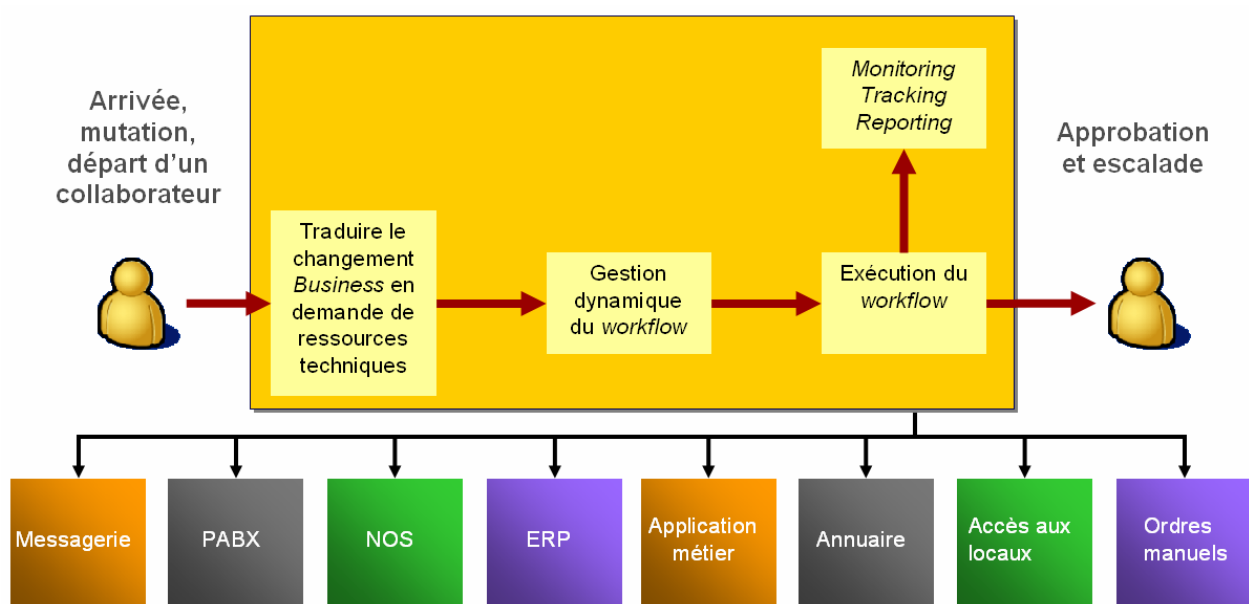 Arrivée,
mutation,
départ d’un
collaborateur
Traduire le
changement
Business en
demande de
ressources
techniques
Gestion
dynamique
du workflow
Monitoring
Tracking
Reporting
Exécution du
workflow
Approbation
et escalade
Messagerie
PABX
NOS
ERP
Application
métier
Annuaire
Accès aux
locaux
Ordres
manuels